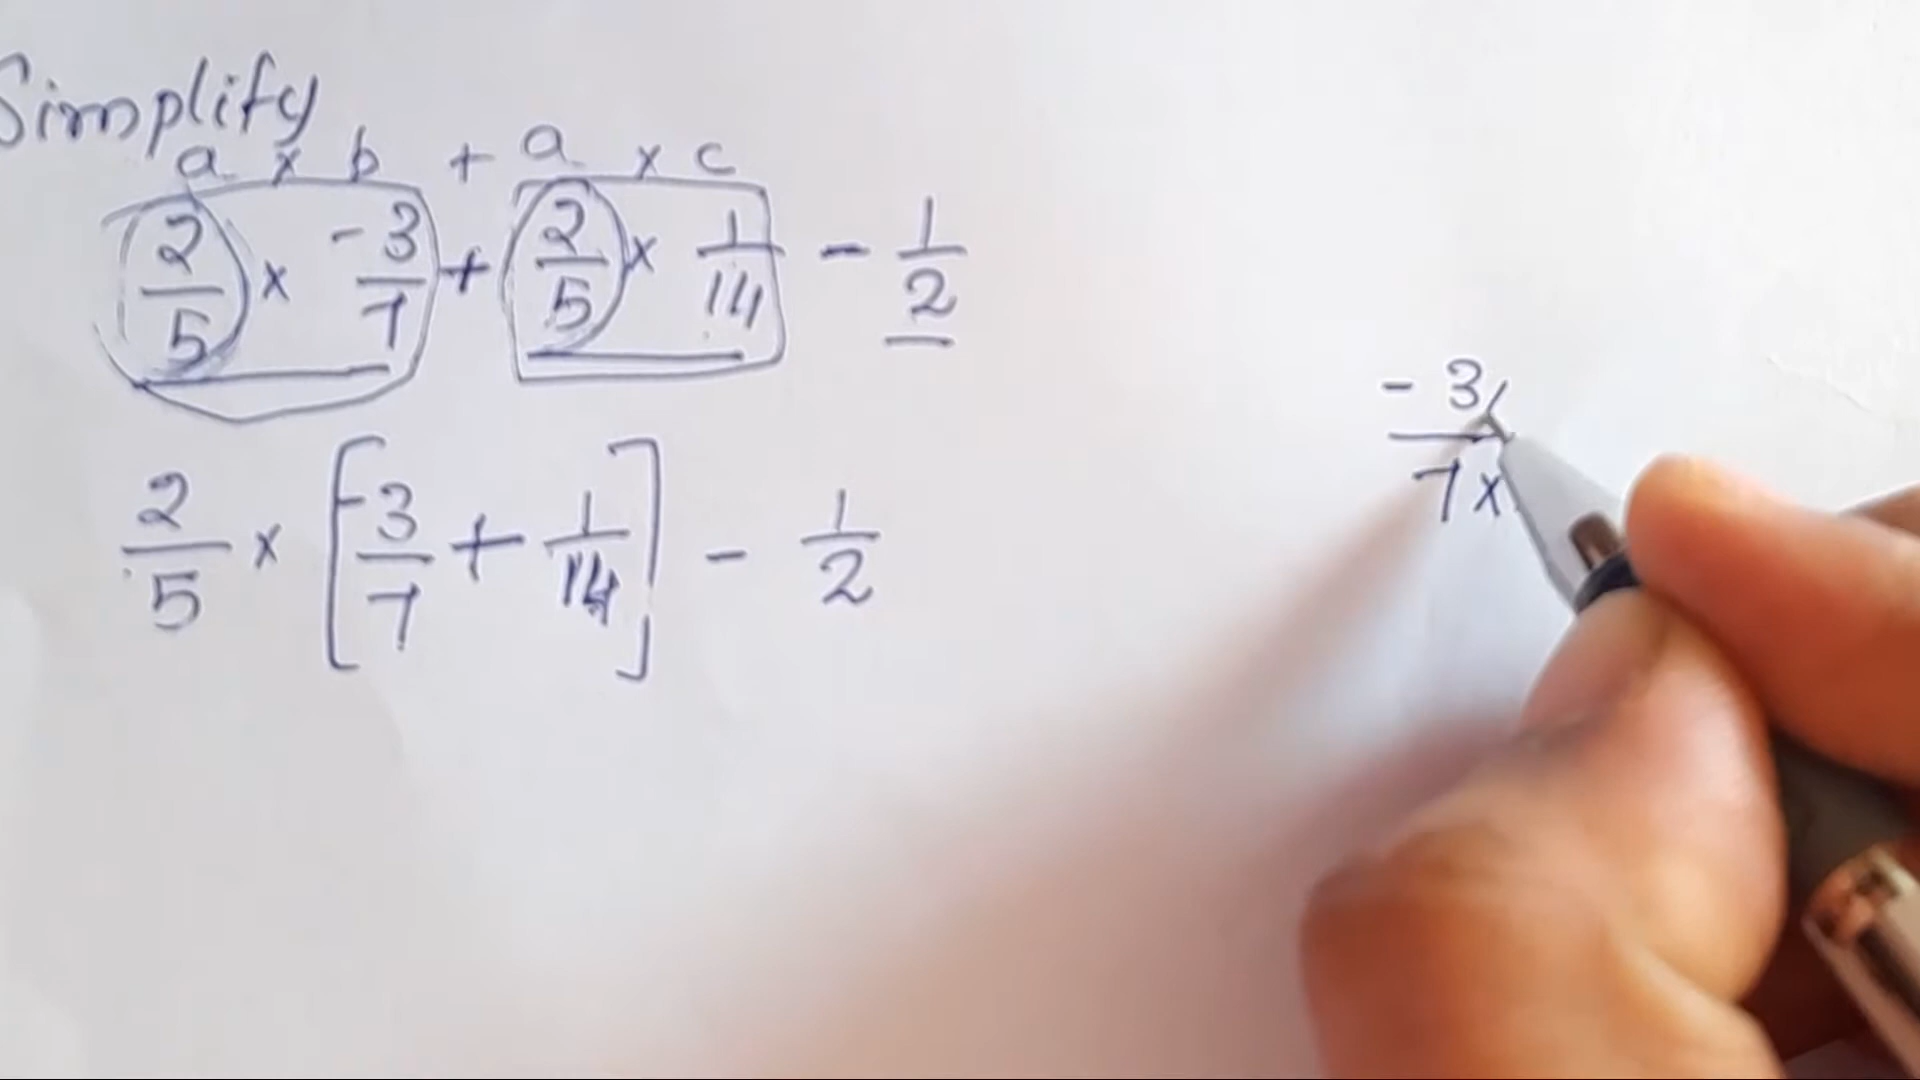 Simplify
a x b + a x c
2/5 x -3/7 + 2/5 x 1/14 - 1/2
2/5 x [-3/7 + 1/14] - 1/2
-3x/7x